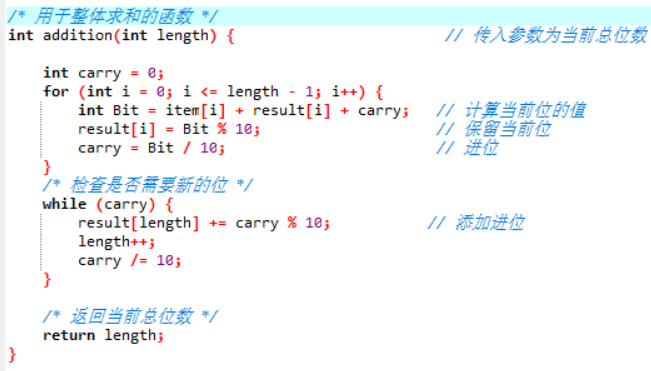 /* 用于整体求和的函数 */
int addition(int length) { // 传入参数为当前总位数
int carry = 0;
for (int i = 0; i <= length - 1; i++) {
int Bit = item[i] + result[i] + carry; // 计算当前位的值
result[i] = Bit % 10; // 保留当前位
carry = Bit / 10; // 进位
}
/* 检查是否需要新的位 */
while (carry) {
result[length] += carry % 10; // 添加进位
length++;
carry /= 10;
}
/* 返回当前总位数 */
return length;
}